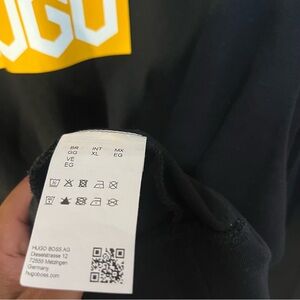 UGO
BR INT MX
GG XL EG
VE
EG
HUGO BOSS AG
Dieselstrasse 12
72555 Metzingen
Germany
hugoboss.com